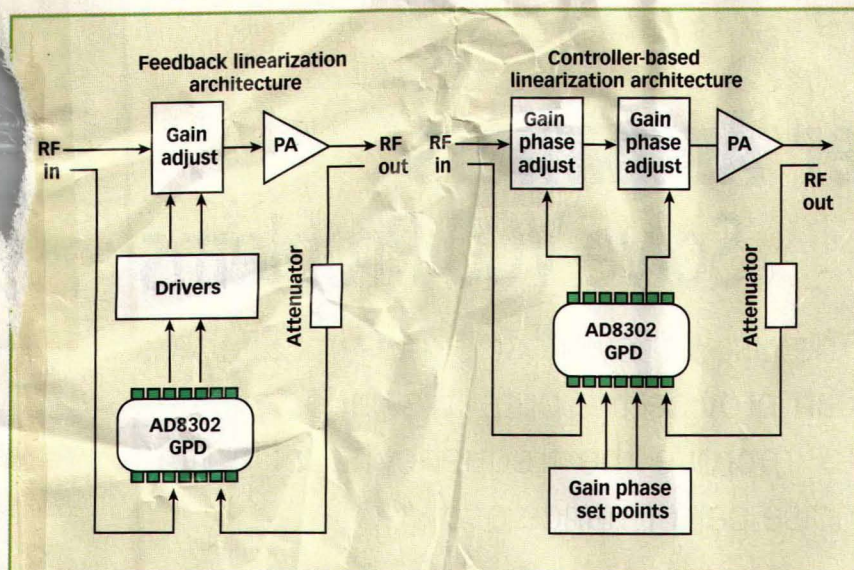 Feedback linearization
architecture
RF
in
Gain
adjust
PA
RF
out
Drivers
Attenuator
AD8302
GPD
Controller-based
linearization architecture
RF
in
Gain
phase
adjust
Gain
phase
adjust
PA
RF
out
Attenuator
AD8302
GPD
Gain phase
set points